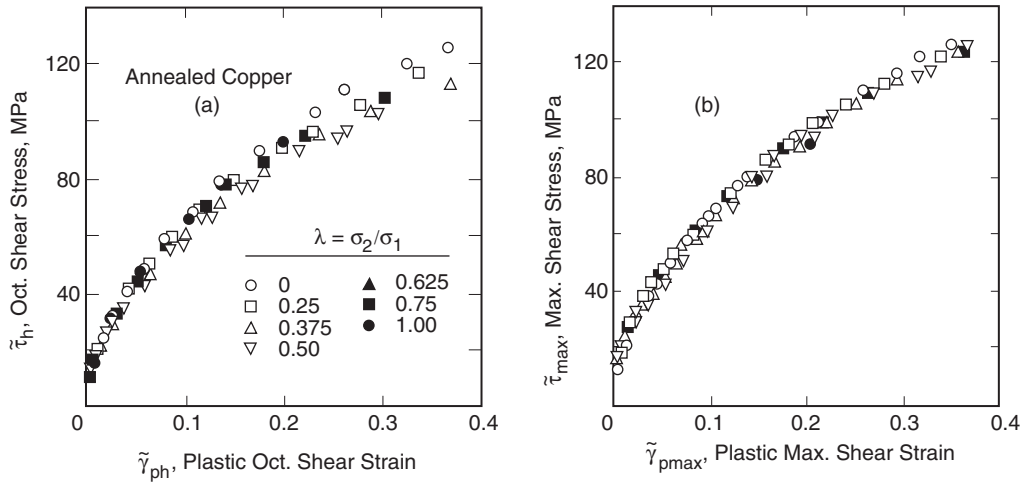 120
80
40
0
0.1
0.2
0.3
0.4
τ̃h, Oct. Shear Stress, MPa
γ̃ph, Plastic Oct. Shear Strain
Annealed Copper
(a)
λ = σ2/σ1
0
0.25
0.375
0.50
0.625
0.75
1.00
120
80
40
0
0.1
0.2
0.3
0.4
τ̃max, Max. Shear Stress, MPa
γ̃pmax, Plastic Max. Shear Strain
(b)